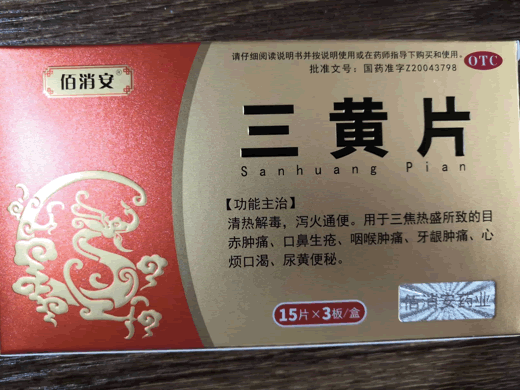 请仔细阅读说明书并按说明使用或在药师指导下购买和使用。
批准文号：国药准字Z20043798
OTC
佰消安®
三黄片
Sanhuang Pian
【功能主治】
清热解毒，泻火通便。用于三焦热盛所致的目
赤肿痛、口鼻生疮、咽喉肿痛、牙龈肿痛、心
烦口渴、尿黄便秘。
佰消安药业
15片×3板/盒